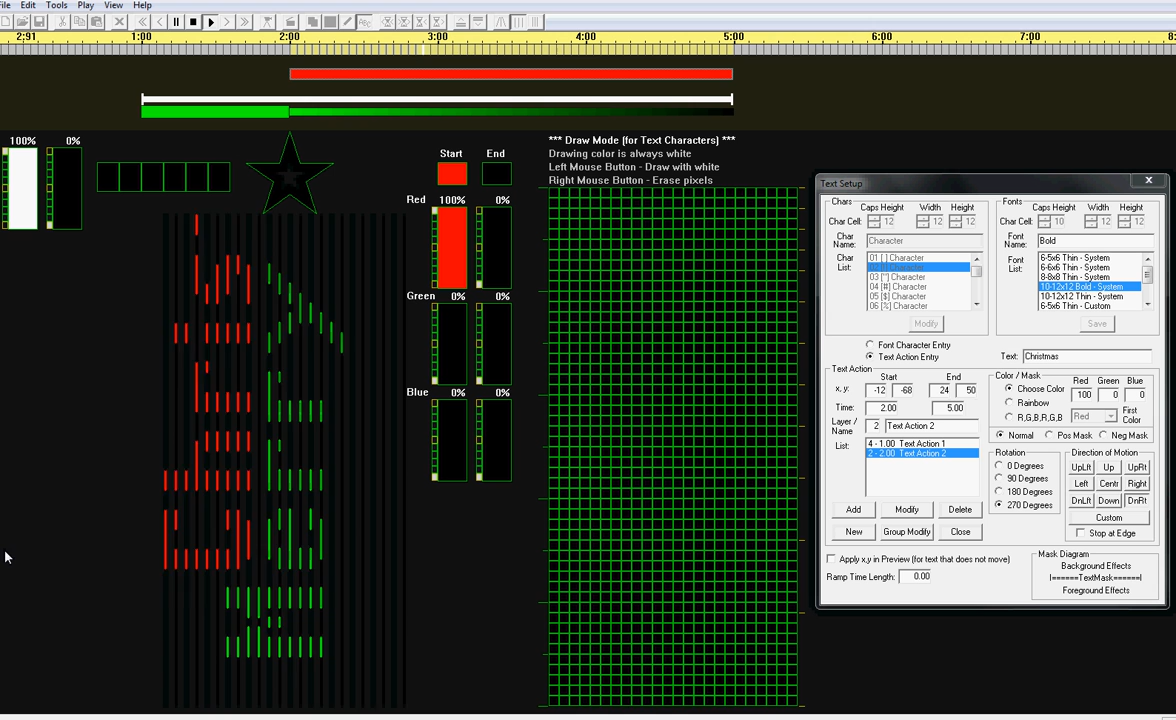 File Edit Tools Play View Help
2:91 1:00 2:00 3:00 4:00 5:00 6:00 7:00 8:
100% 0%
Start End
Red 100% 0%
Green 0% 0%
Blue 0% 0%
*** Draw Mode (for Text Characters) ***
Drawing color is always white
Left Mouse Button - Draw with white
Right Mouse Button - Erase pixels
Text Setup
Chars
Caps Height Width Height
Char Cell: 12 12 12
Char Name: Character
Char List:
01 [ ] Character
03 ["] Character
04 [#] Character
05 [$] Character
06 [%] Character
Modify
Fonts
Caps Height Width Height
Char Cell: 10 12 12
Font Name: Bold
Font List:
6-5x6 Thin - System
6-6x6 Thin - System
8-8x8 Thin - System
10-12x12 Bold - System
10-12x12 Thin - System
6-5x6 Thin - Custom
Save
Font Character Entry
Text Action Entry
Text: Christmas
Text Action
Start End
x, y: -12 -68 24 50
Time: 2.00 5.00
Layer / Name 2 Text Action 2
List:
4 - 1.00 Text Action 1
2 - 2.00 Text Action 2
Add Modify Delete
New Group Modify Close
Color / Mask
Choose Color
Rainbow
R,G,B,R,G,B
Red Green Blue
100 0 0
Red First Color
Normal Pos Mask Neg Mask
Rotation
0 Degrees
90 Degrees
180 Degrees
270 Degrees
Direction of Motion
UpLft Up UpRt
Left Centr Right
DnLft Down DnRt
Custom
Stop at Edge
Apply x,y in Preview (for text that does not move)
Ramp Time Length: 0.00
Mask Diagram
Background Effects
I======TextMask======I
Foreground Effects